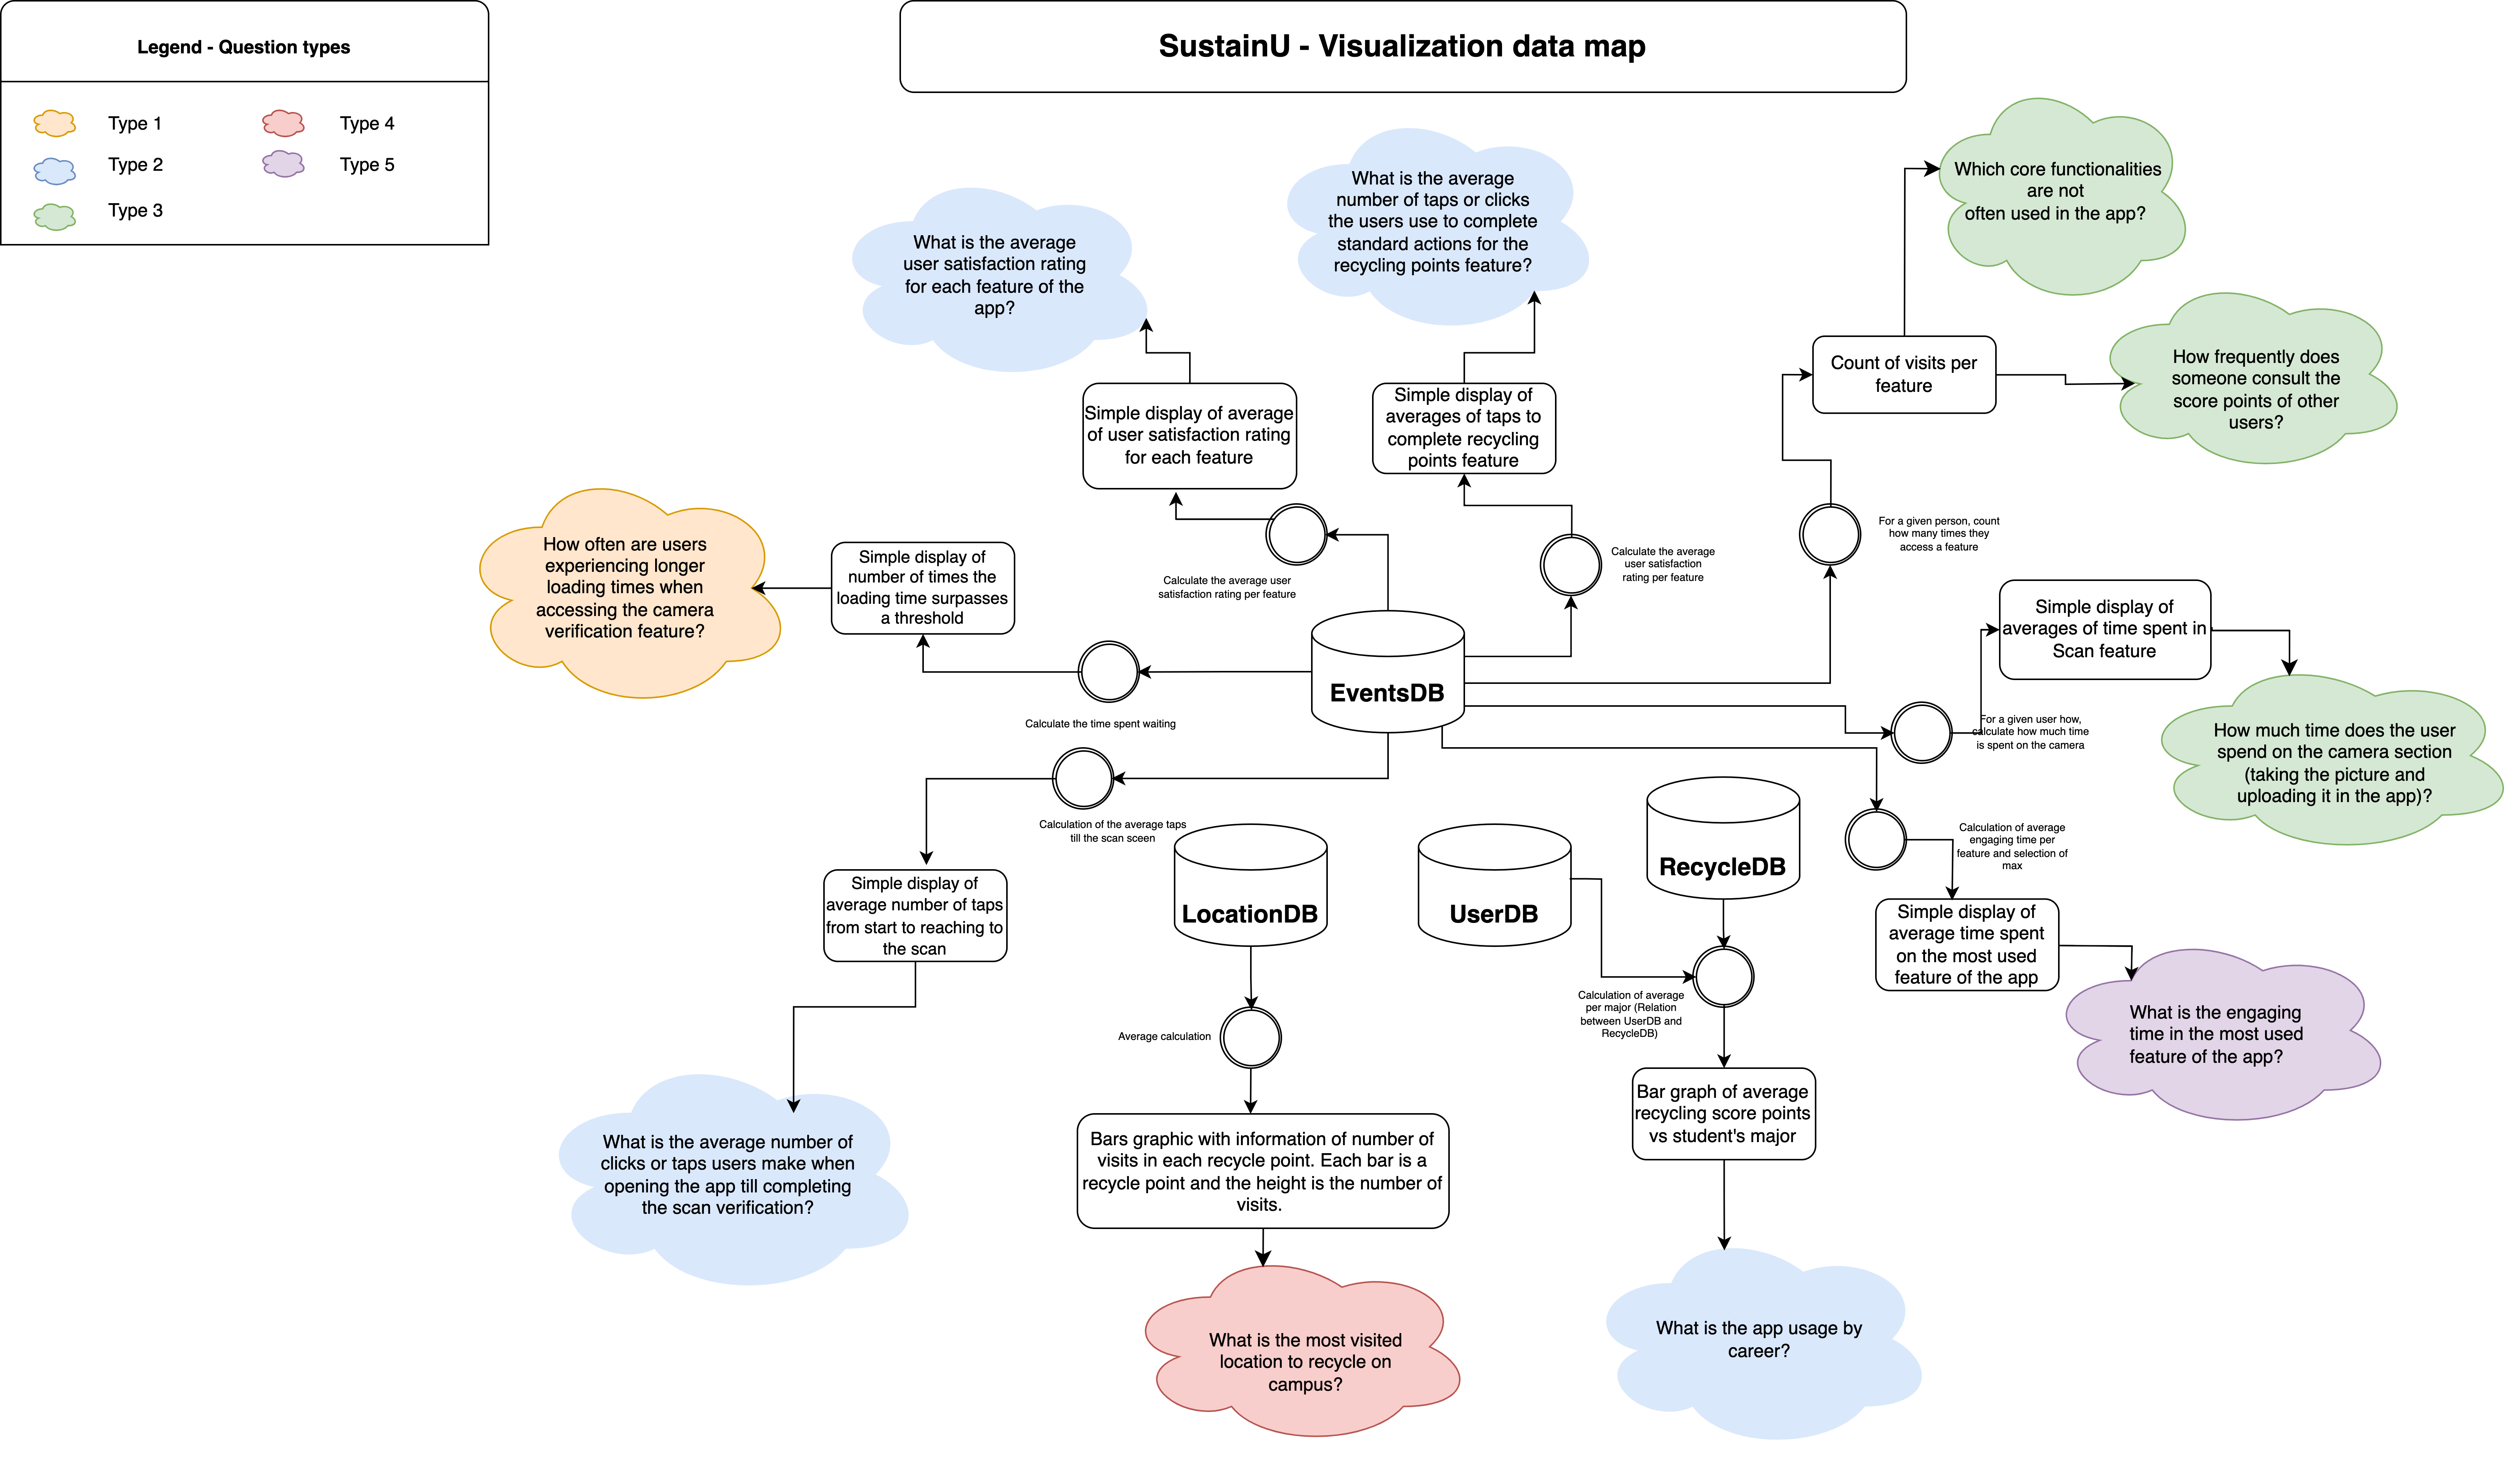 Legend - Question types
Type 1
Type 4
Type 2
Type 5
Type 3
SustainU - Visualization data map
What is the average
user satisfaction rating
for each feature of the
app?
What is the average
number of taps or clicks
the users use to complete
standard actions for the
recycling points feature?
Which core functionalities
are not
often used in the app?
How frequently does
someone consult the
score points of other
users?
Count of visits per
feature
Simple display of average
of user satisfaction rating
for each feature
Simple display of
averages of taps to
complete recycling
points feature
How often are users
experiencing longer
loading times when
accessing the camera
verification feature?
Simple display of
number of times the
loading time surpasses
a threshold
Calculate the average user
satisfaction rating per feature
Calculate the average
user satisfaction
rating per feature
For a given person, count
how many times they
access a feature
Simple display of
averages of time spent in
Scan feature
EventsDB
Calculate the time spent waiting
For a given user how,
calculate how much time
is spent on the camera
How much time does the user
spend on the camera section
(taking the picture and
uploading it in the app)?
Calculation of the average taps
till the scan sceen
Calculation of average
engaging time per
feature and selection of
max
Simple display of
average number of taps
from start to reaching to
the scan
LocationDB
UserDB
RecycleDB
Simple display of
average time spent
on the most used
feature of the app
What is the engaging
time in the most used
feature of the app?
Average calculation
Calculation of average
per major (Relation
between UserDB and
RecycleDB)
Bar graph of average
recycling score points
vs student's major
What is the average number of
clicks or taps users make when
opening the app till completing
the scan verification?
Bars graphic with information of number of
visits in each recycle point. Each bar is a
recycle point and the height is the number of
visits.
What is the most visited
location to recycle on
campus?
What is the app usage by
career?